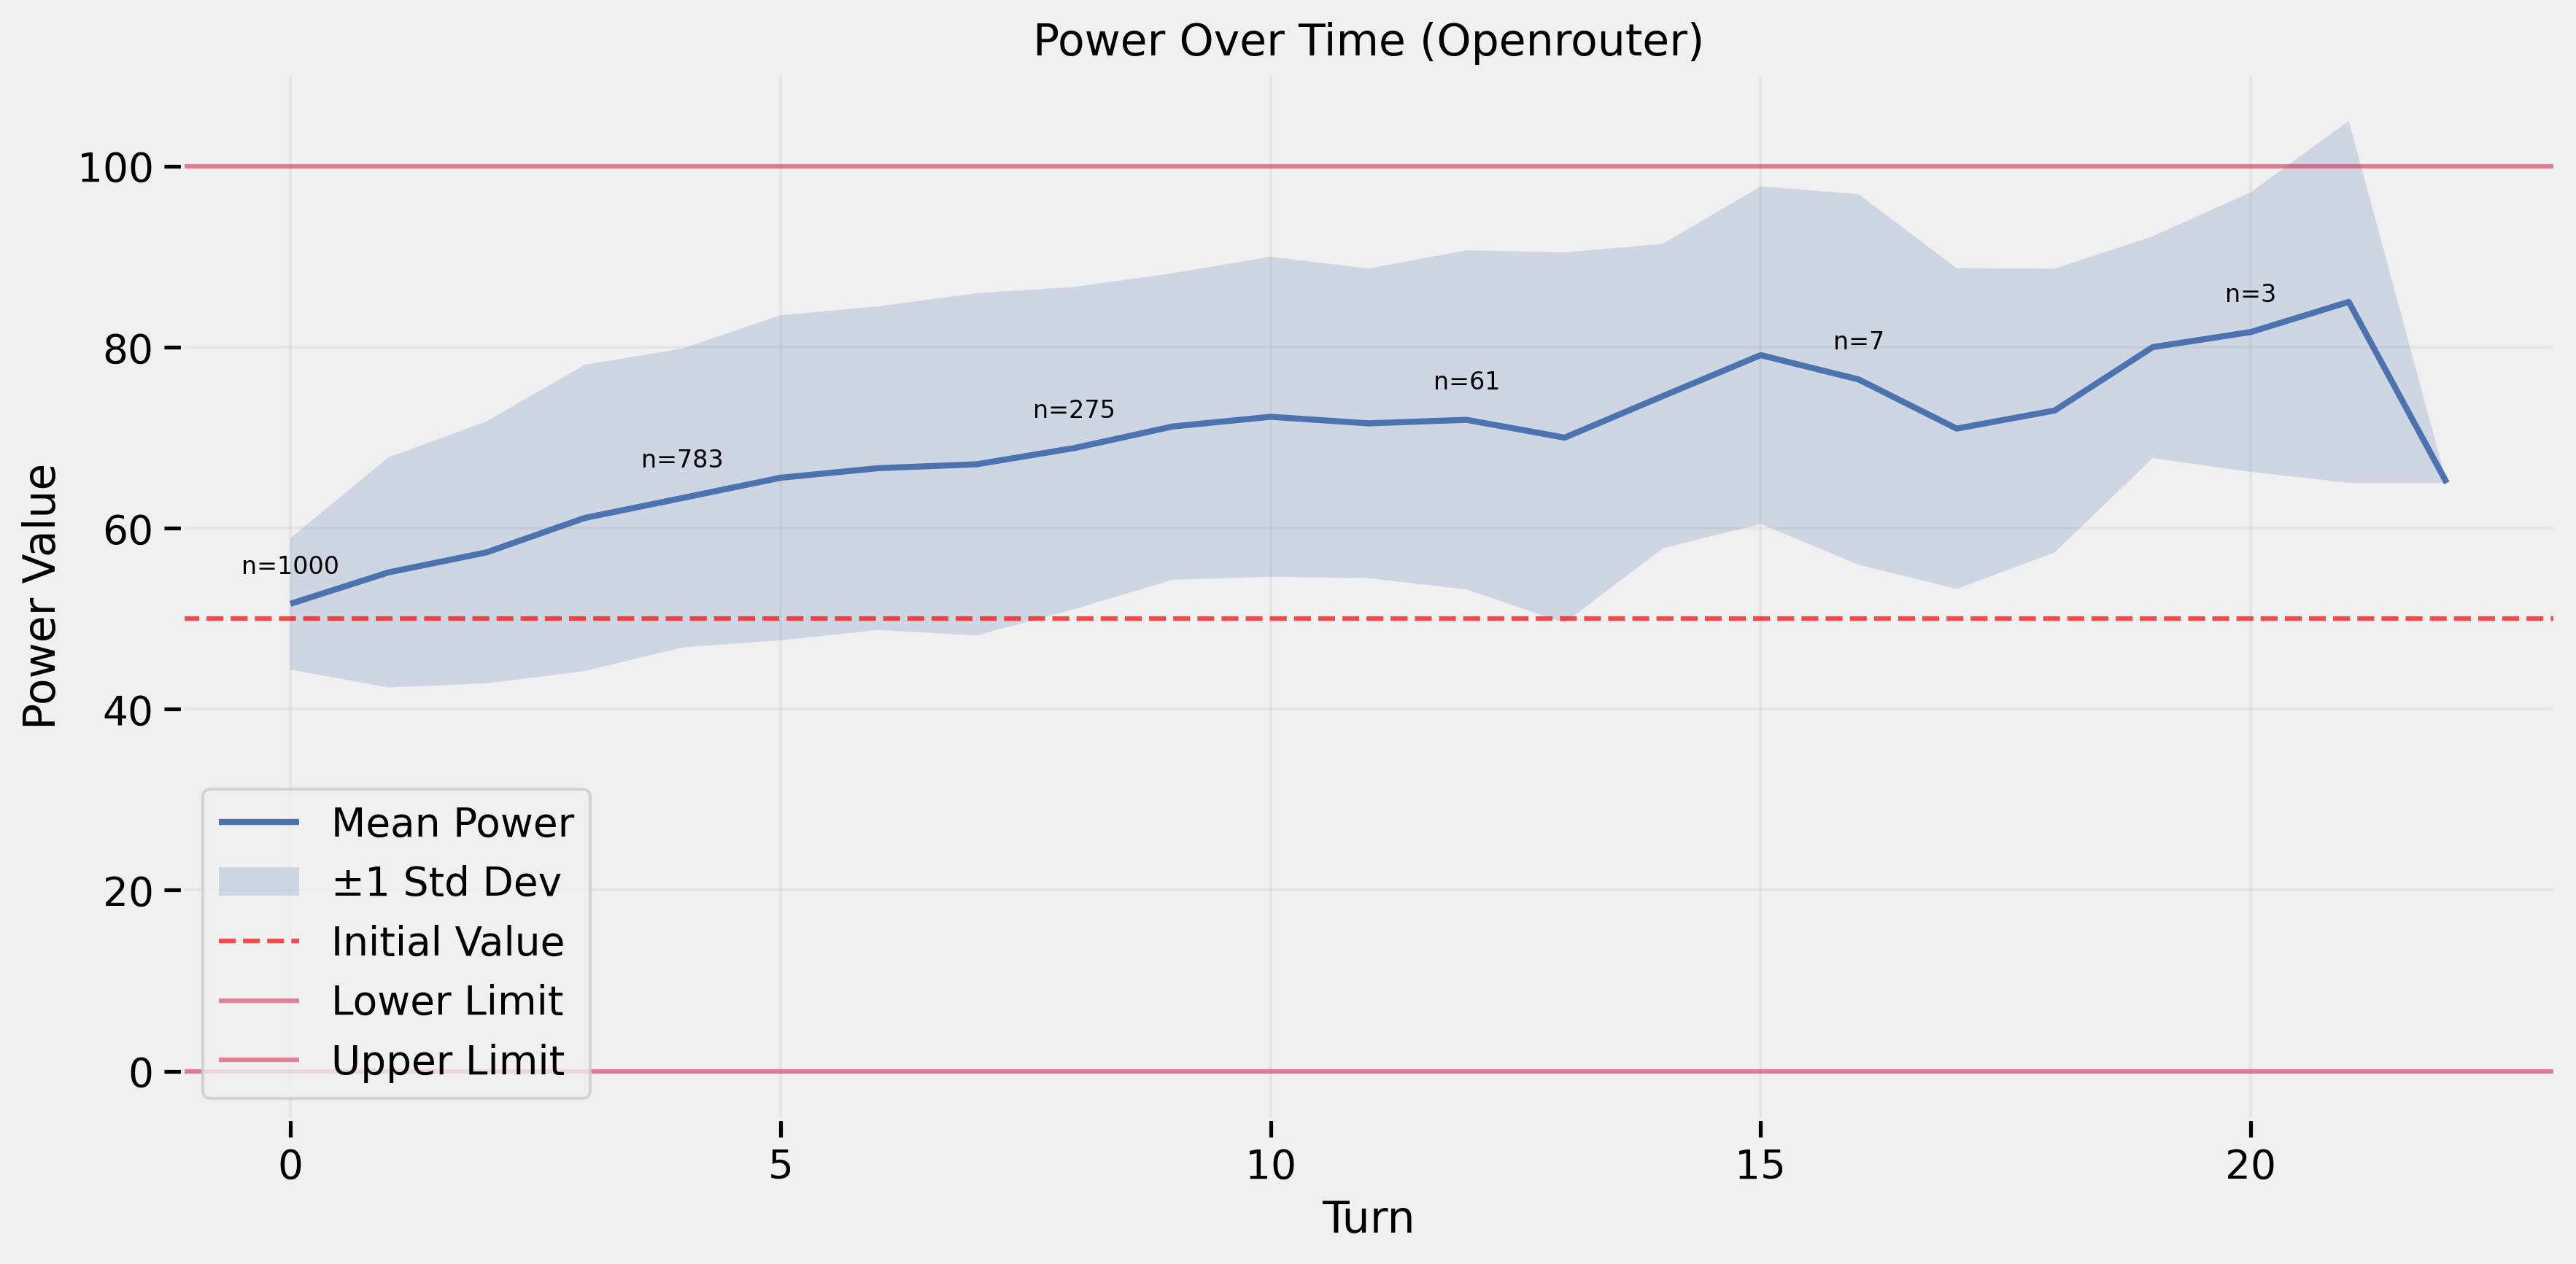 Power Over Time (Openrouter)
Power Value
100
80
60
40
20
0
n=1000
n=783
n=275
n=61
n=7
n=3
Mean Power
±1 Std Dev
Initial Value
Lower Limit
Upper Limit
0
5
10
15
20
Turn